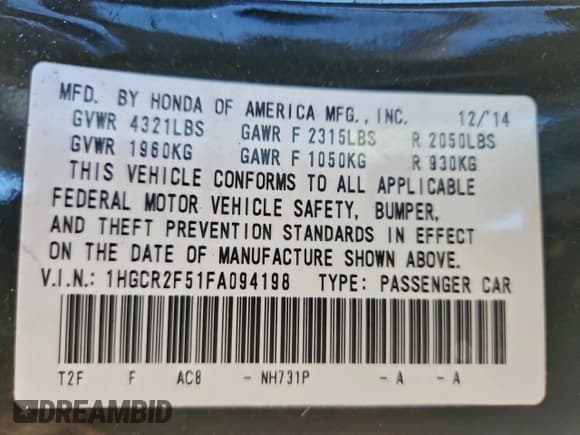 MFD. BY HONDA OF AMERICA MFG., INC. 12/'14
GVWR 4321LBS GAWR F 2315LBS R 2050LBS
GVWR 1960KG GAWR F 1050KG R 930KG
THIS VEHICLE CONFORMS TO ALL APPLICABLE
FEDERAL MOTOR VEHICLE SAFETY, BUMPER,
AND THEFT PREVENTION STANDARDS IN EFFECT
ON THE DATE OF MANUFACTURE SHOWN ABOVE.
V.I.N.: 1HGCR2F51FA094198 TYPE: PASSENGER CAR
T2F F AC8 - NH731P - A - A
DREAMBID